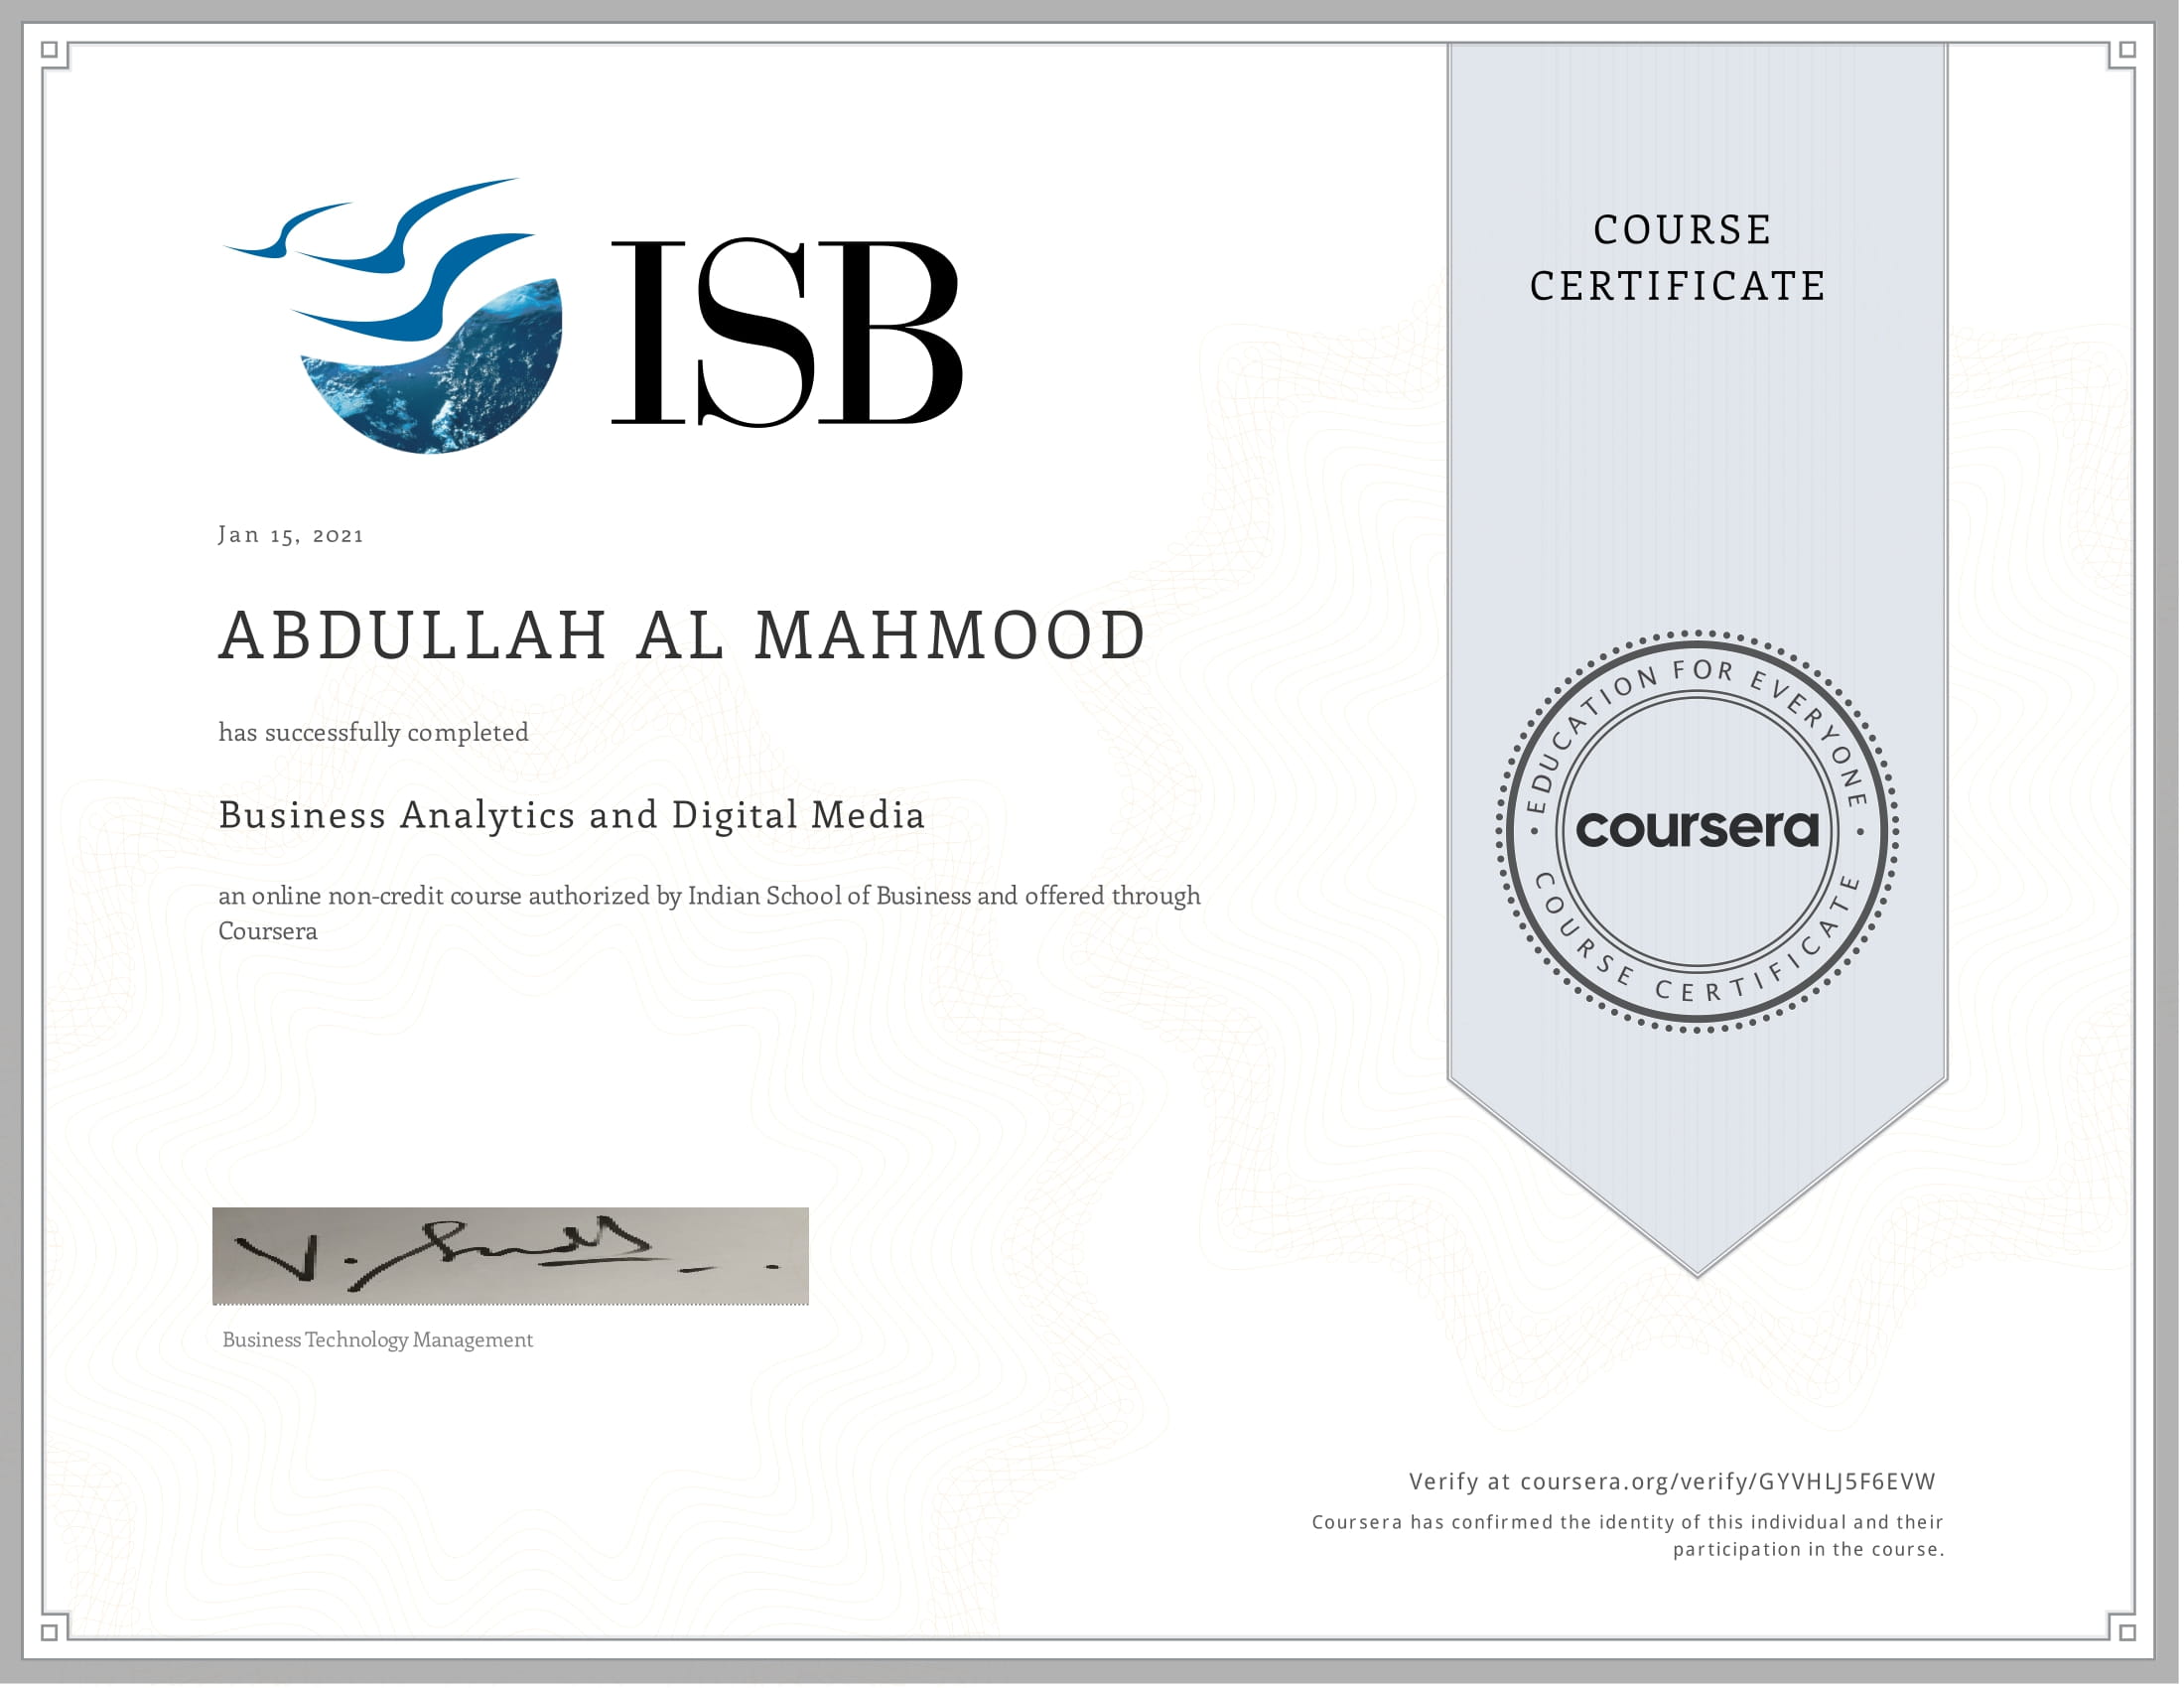 ISB
COURSE
CERTIFICATE
Jan 15, 2021
ABDULLAH AL MAHMOOD
has successfully completed
Business Analytics and Digital Media
an online non-credit course authorized by Indian School of Business and offered through
Coursera
EDUCATION FOR EVERYONE
coursera
COURSE CERTIFICATE
Business Technology Management
Verify at coursera.org/verify/GYVHLJ5F6EVW
Coursera has confirmed the identity of this individual and their
participation in the course.